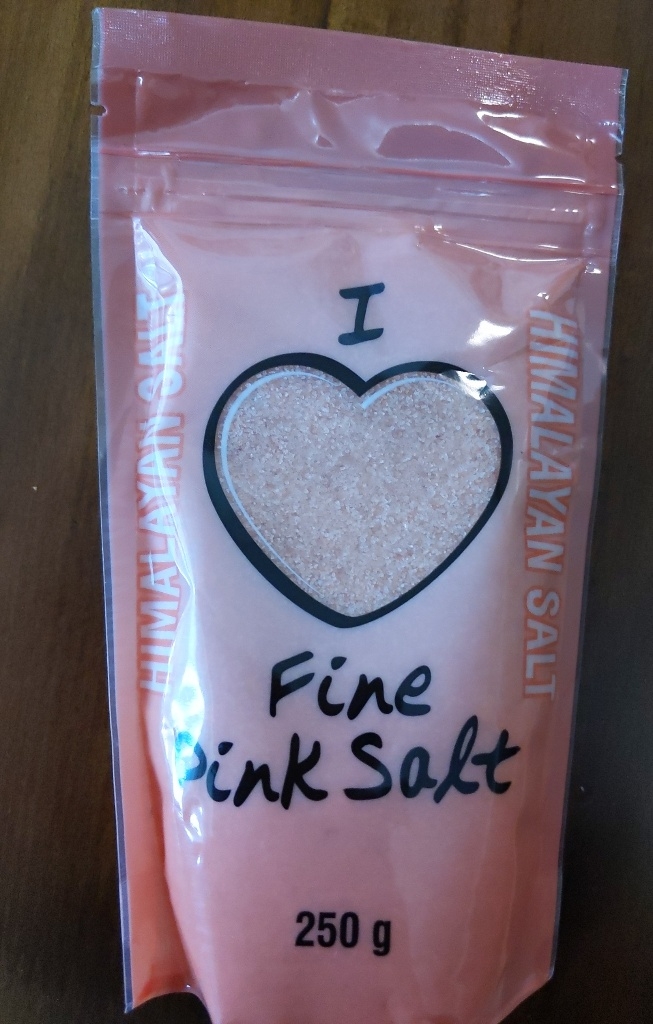 I
HIMALAYAN SALT
HIMALAYAN SALT
Fine
Pink Salt
250 g